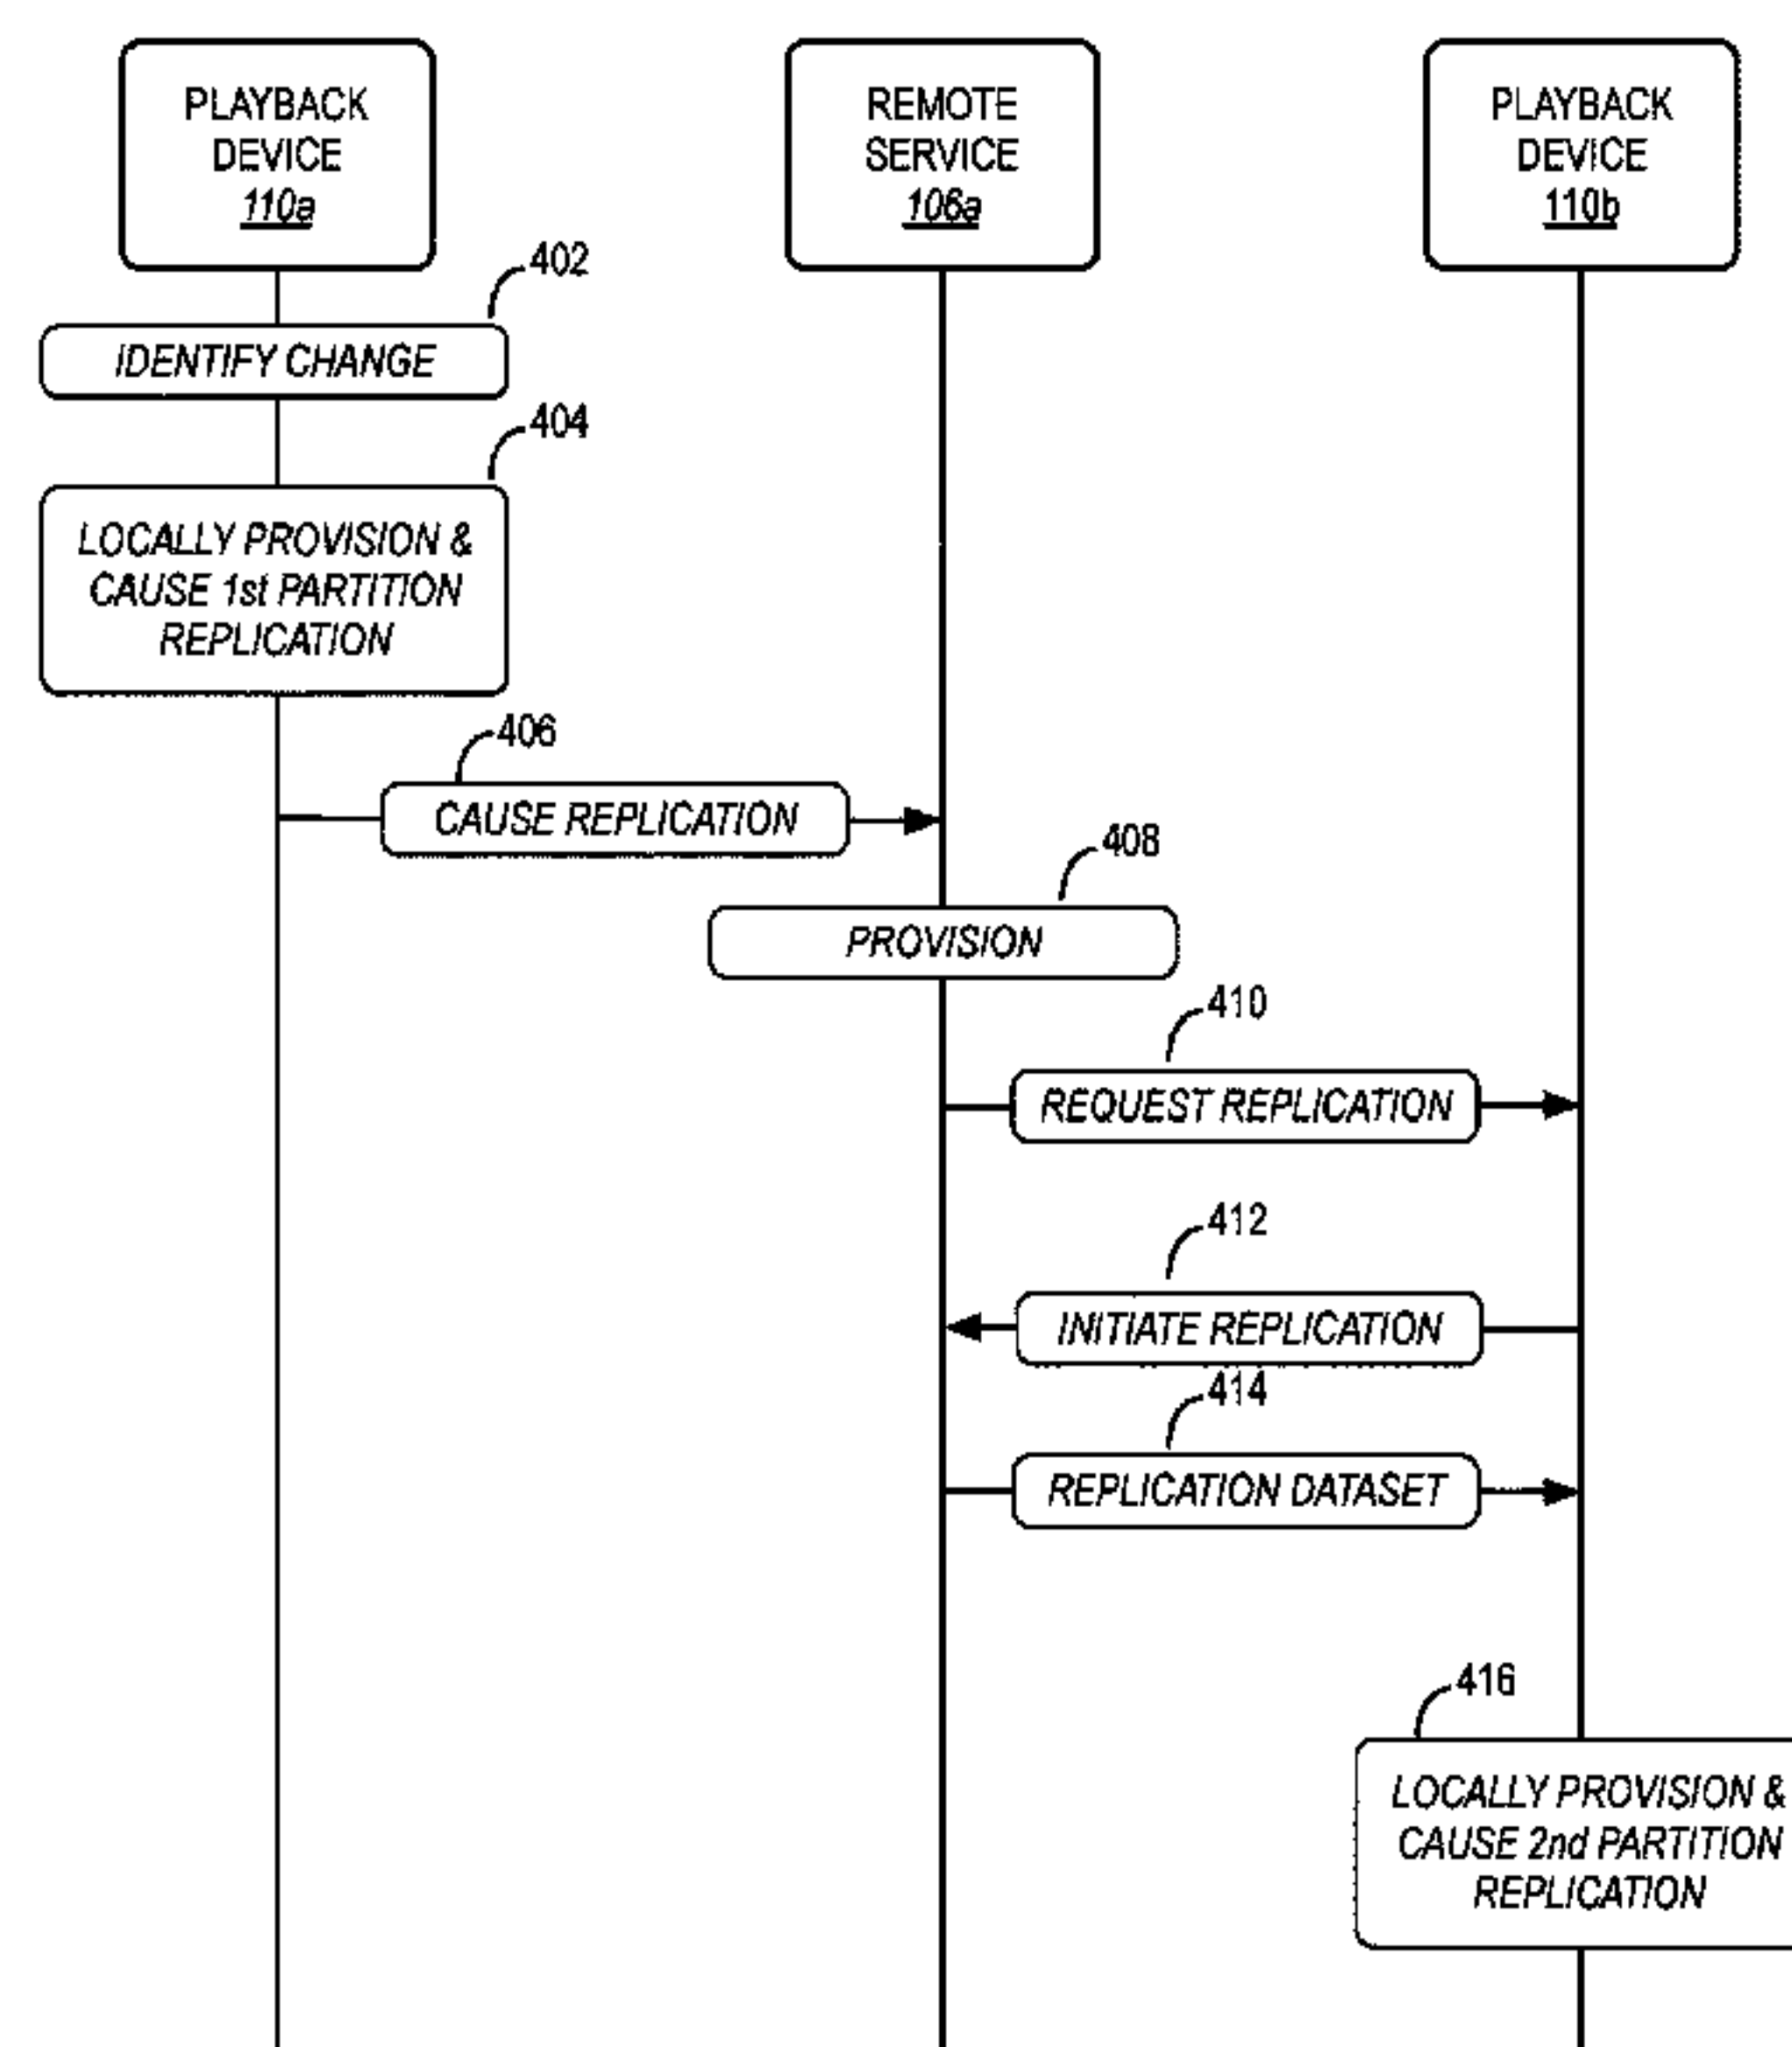 PLAYBACK
DEVICE
110a
REMOTE
SERVICE
106a
PLAYBACK
DEVICE
110b
402
IDENTIFY CHANGE
404
LOCALLY PROVISION &
CAUSE 1st PARTITION
REPLICATION
406
CAUSE REPLICATION
408
PROVISION
410
REQUEST REPLICATION
412
INITIATE REPLICATION
414
REPLICATION DATASET
416
LOCALLY PROVISION &
CAUSE 2nd PARTITION
REPLICATION